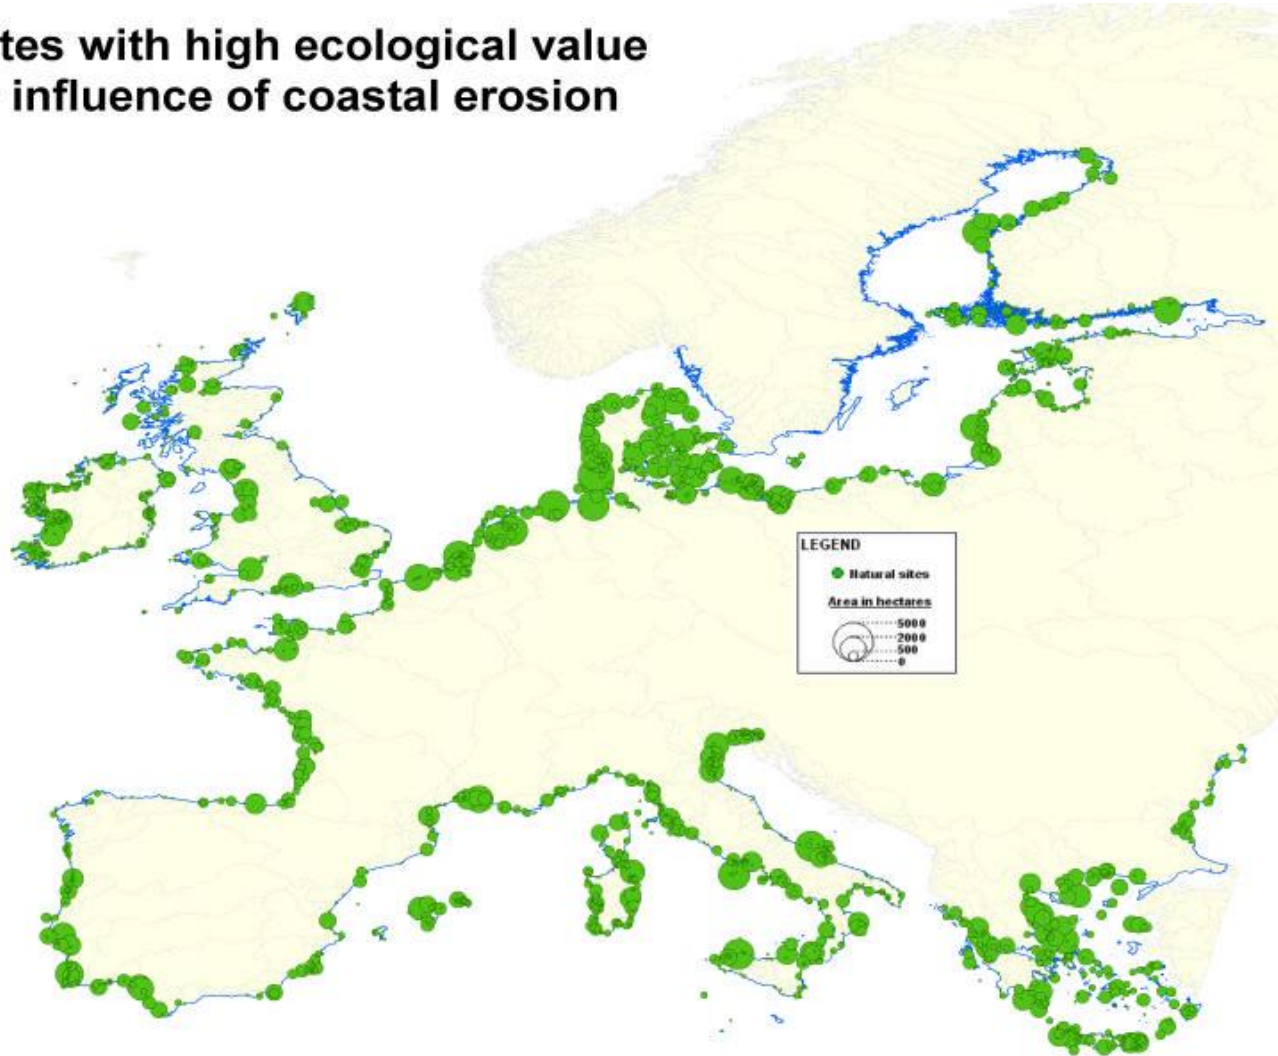 tes with high ecological value
influence of coastal erosion
LEGEND
Natural sites
Area in hectares
5000
2000
500
0